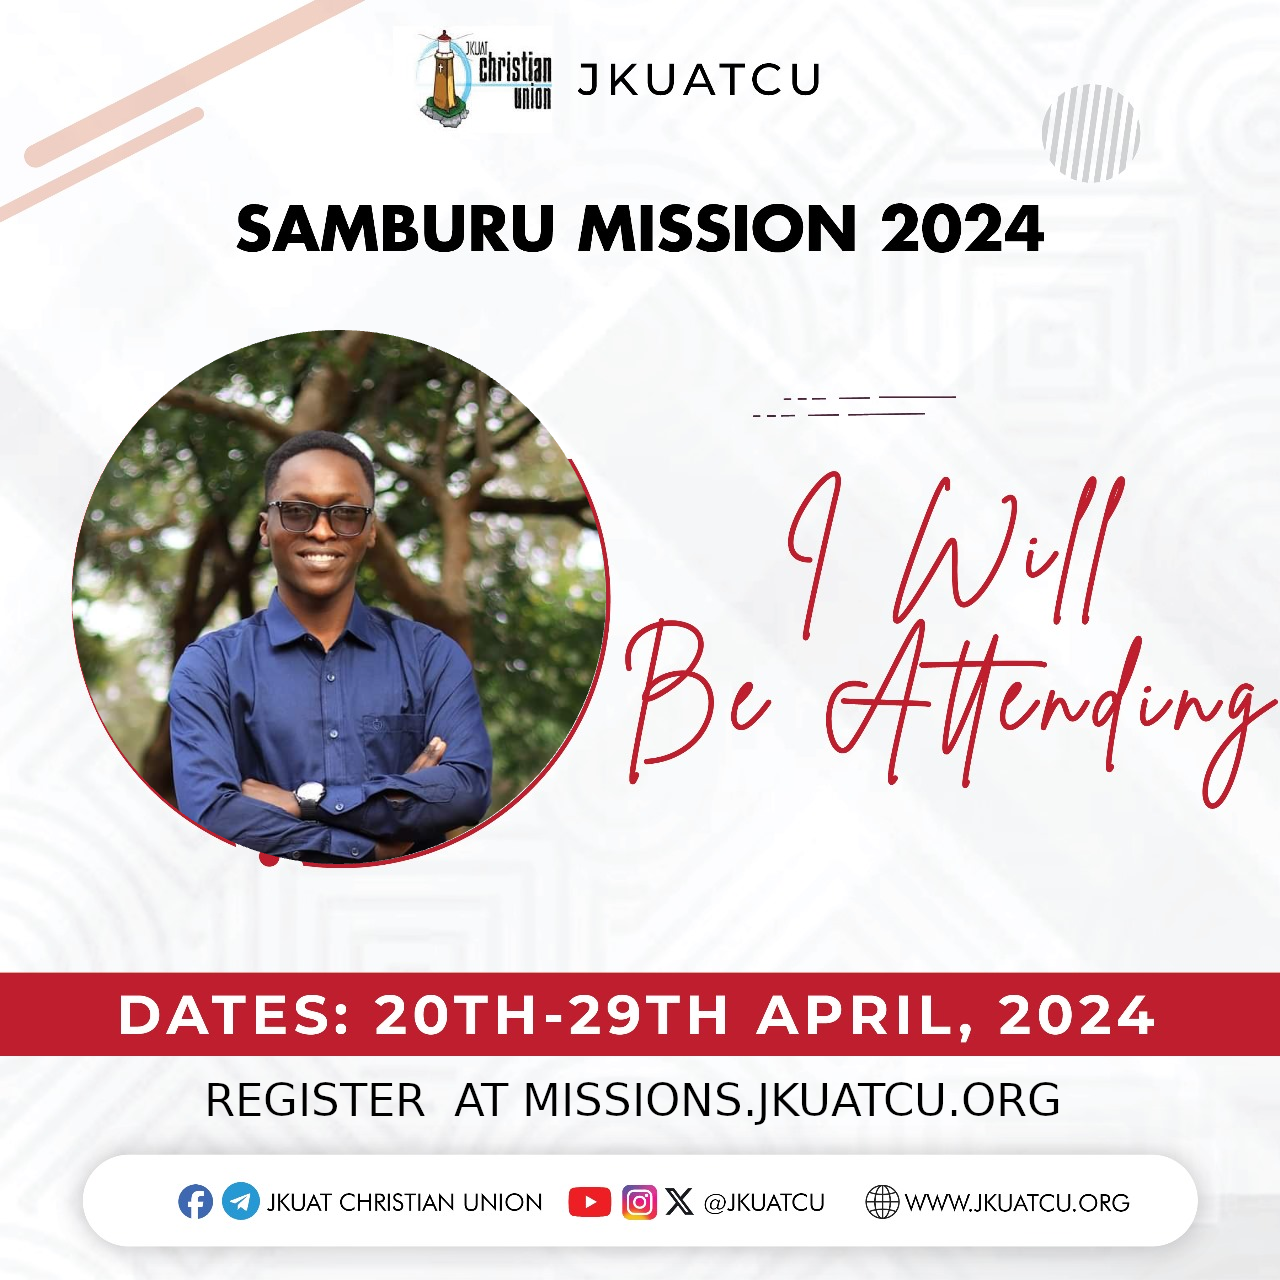 JKUAT
christian
union
JKUATCU
SAMBURU MISSION 2024
I Will
Be Attending
DATES: 20TH-29TH APRIL, 2024
REGISTER AT MISSIONS.JKUATCU.ORG
JKUAT CHRISTIAN UNION @JKUATCU WWW.JKUATCU.ORG